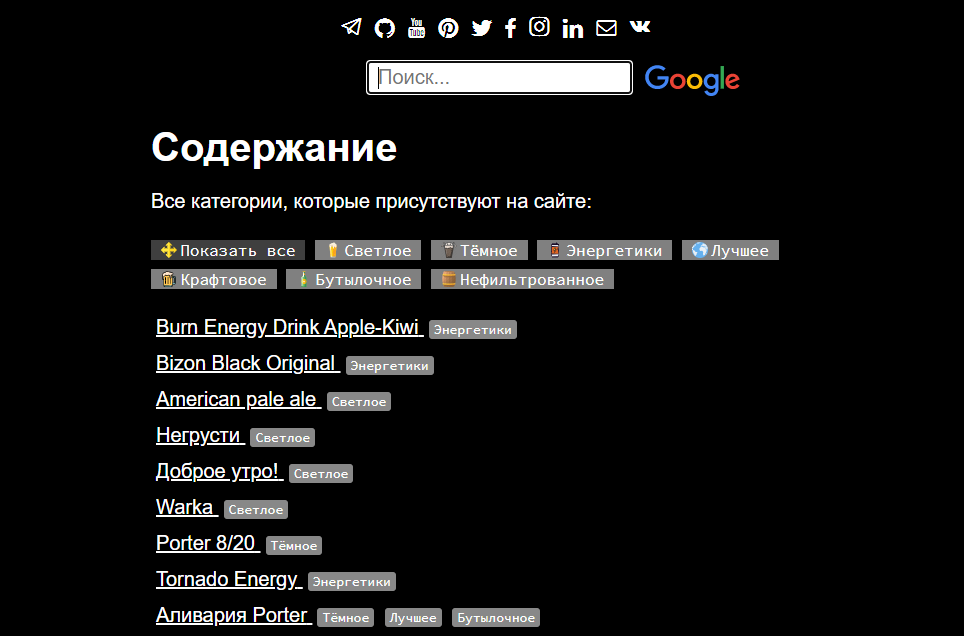 You Tube
Поиск... Google
Содержание
Все категории, которые присутствуют на сайте:
Показать все Светлое Тёмное Энергетики Лучшее
Крафтовое Бутылочное Нефильтрованное
Burn Energy Drink Apple-Kiwi Энергетики
Bizon Black Original Энергетики
American pale ale Светлое
Негрусти Светлое
Доброе утро! Светлое
Warka Светлое
Porter 8/20 Тёмное
Tornado Energy Энергетики
Аливария Porter Тёмное Лучшее Бутылочное